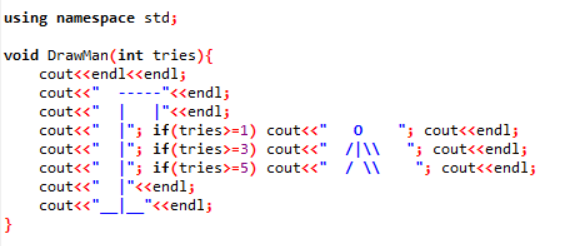 using namespace std;

void DrawMan(int tries){
    cout<<endl<<endl;
    cout<<"  -----"<<endl;
    cout<<"  |   |"<<endl;
    cout<<"  |"; if(tries>=1) cout<<"   O    "; cout<<endl;
    cout<<"  |"; if(tries>=3) cout<<"  /|\\   "; cout<<endl;
    cout<<"  |"; if(tries>=5) cout<<"  / \\    "; cout<<endl;
    cout<<"  |"<<endl;
    cout<<"__|__"<<endl;
}